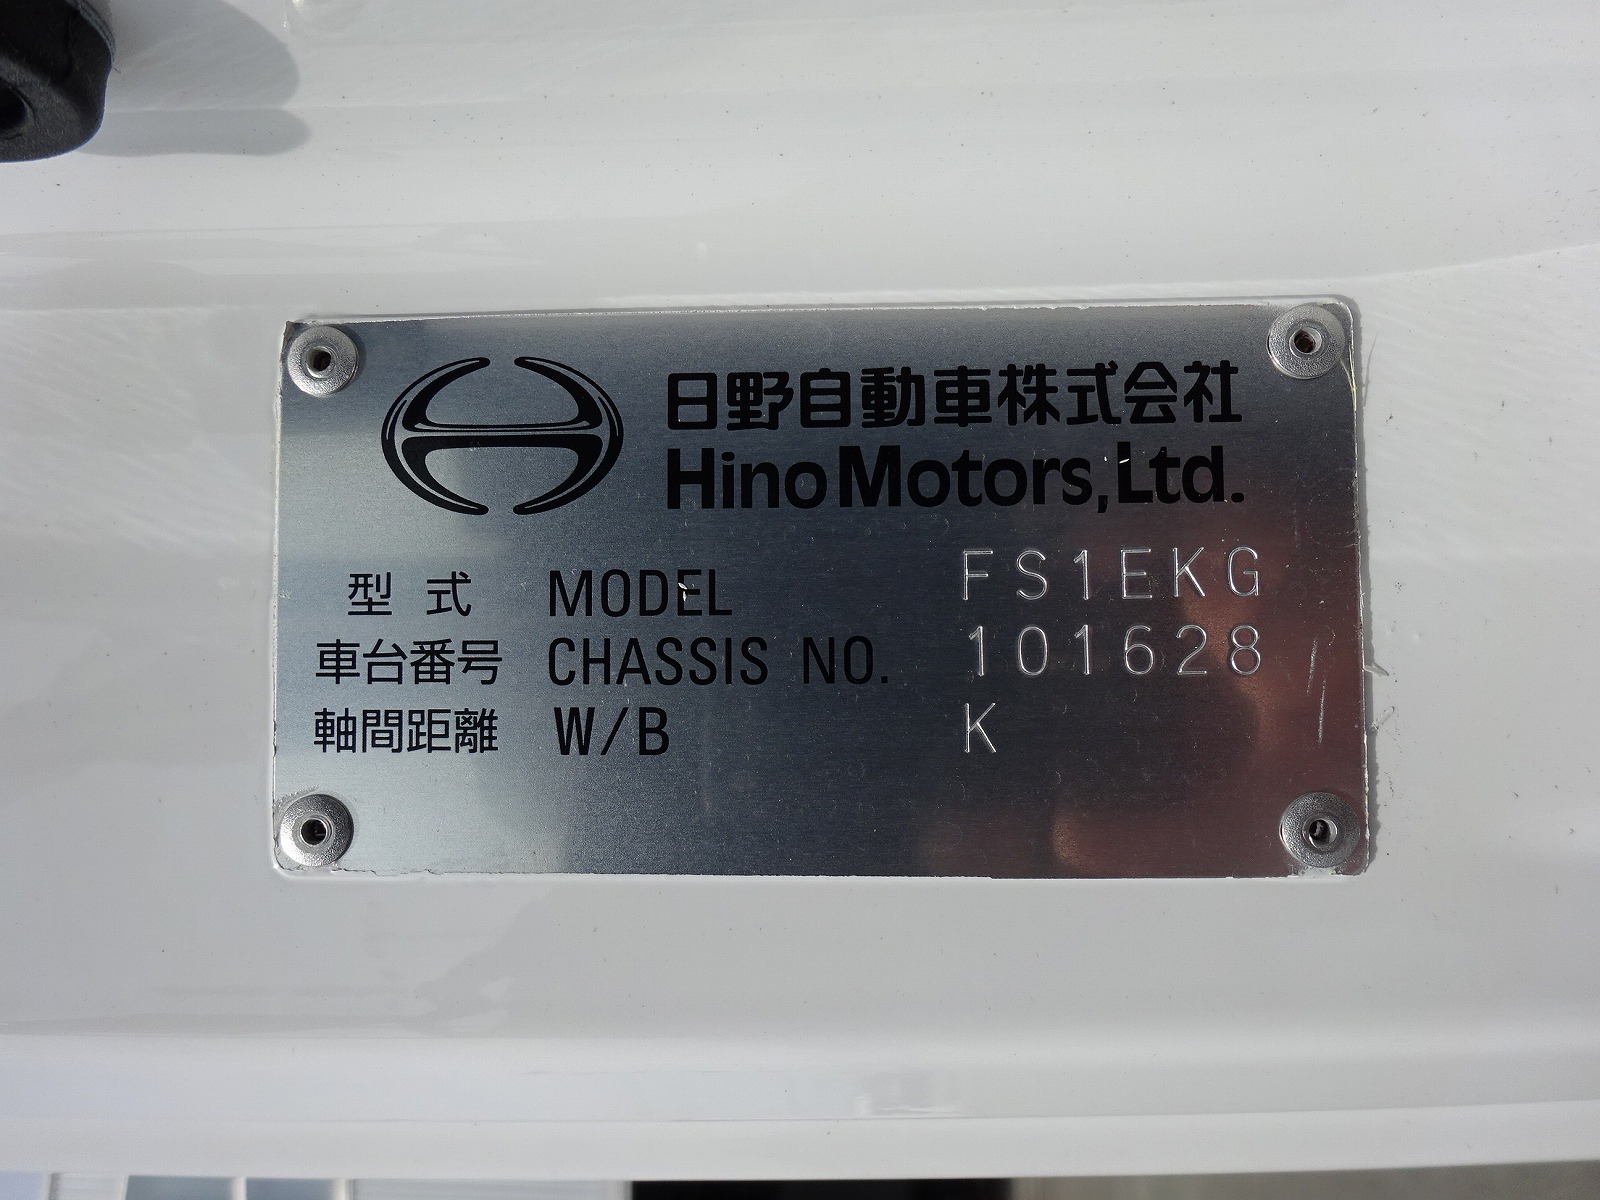 日野自動車株式会社
Hino Motors, Ltd.
型式 MODEL FS1EKG
車台番号 CHASSIS NO. 101628
軸間距離 W/B K